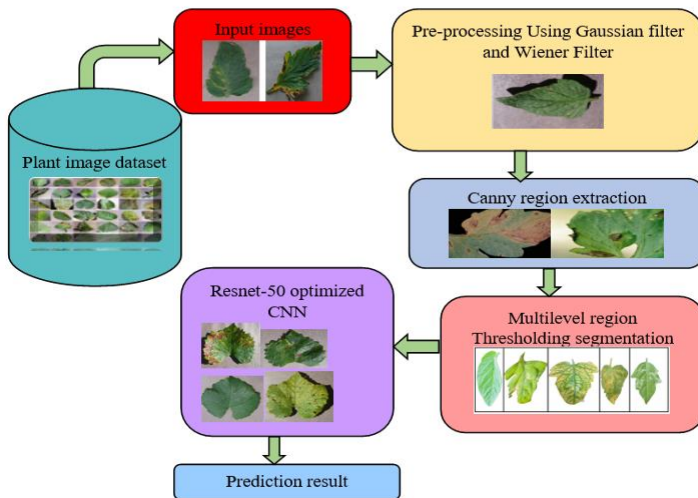 Plant image dataset
Input images
Pre-processing Using Gaussian filter
and Wiener Filter
Canny region extraction
Multilevel region
Thresholding segmentation
Resnet-50 optimized
CNN
Prediction result